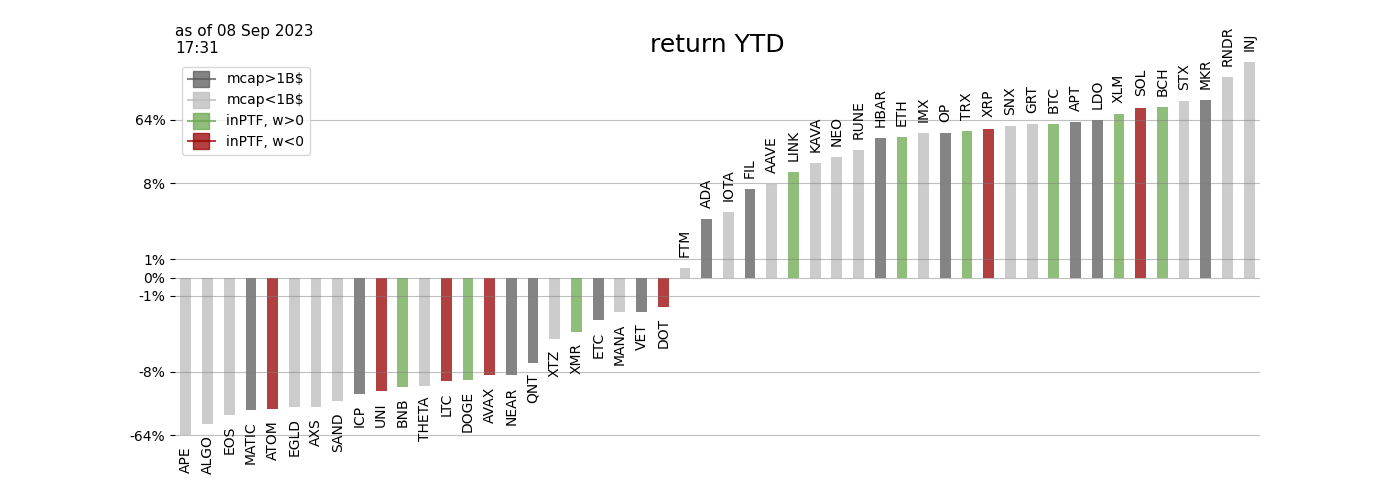 as of 08 Sep 2023
17:31
return YTD
mcap>1B$
mcap<1B$
inPTF, w>0
inPTF, w<0
64%
8%
1%
0%
-1%
-8%
-64%
APE
ALGO
EOS
MATIC
ATOM
EGLD
AXS
SAND
ICP
UNI
BNB
THETA
LTC
DOGE
AVAX
NEAR
QNT
XTZ
XMR
ETC
MANA
VET
DOT
FTM
ADA
IOTA
FIL
AAVE
LINK
KAVA
NEO
RUNE
HBAR
ETH
IMX
OP
TRX
XRP
SNX
GRT
BTC
APT
LDO
XLM
SOL
BCH
STX
MKR
RNDR
INJ